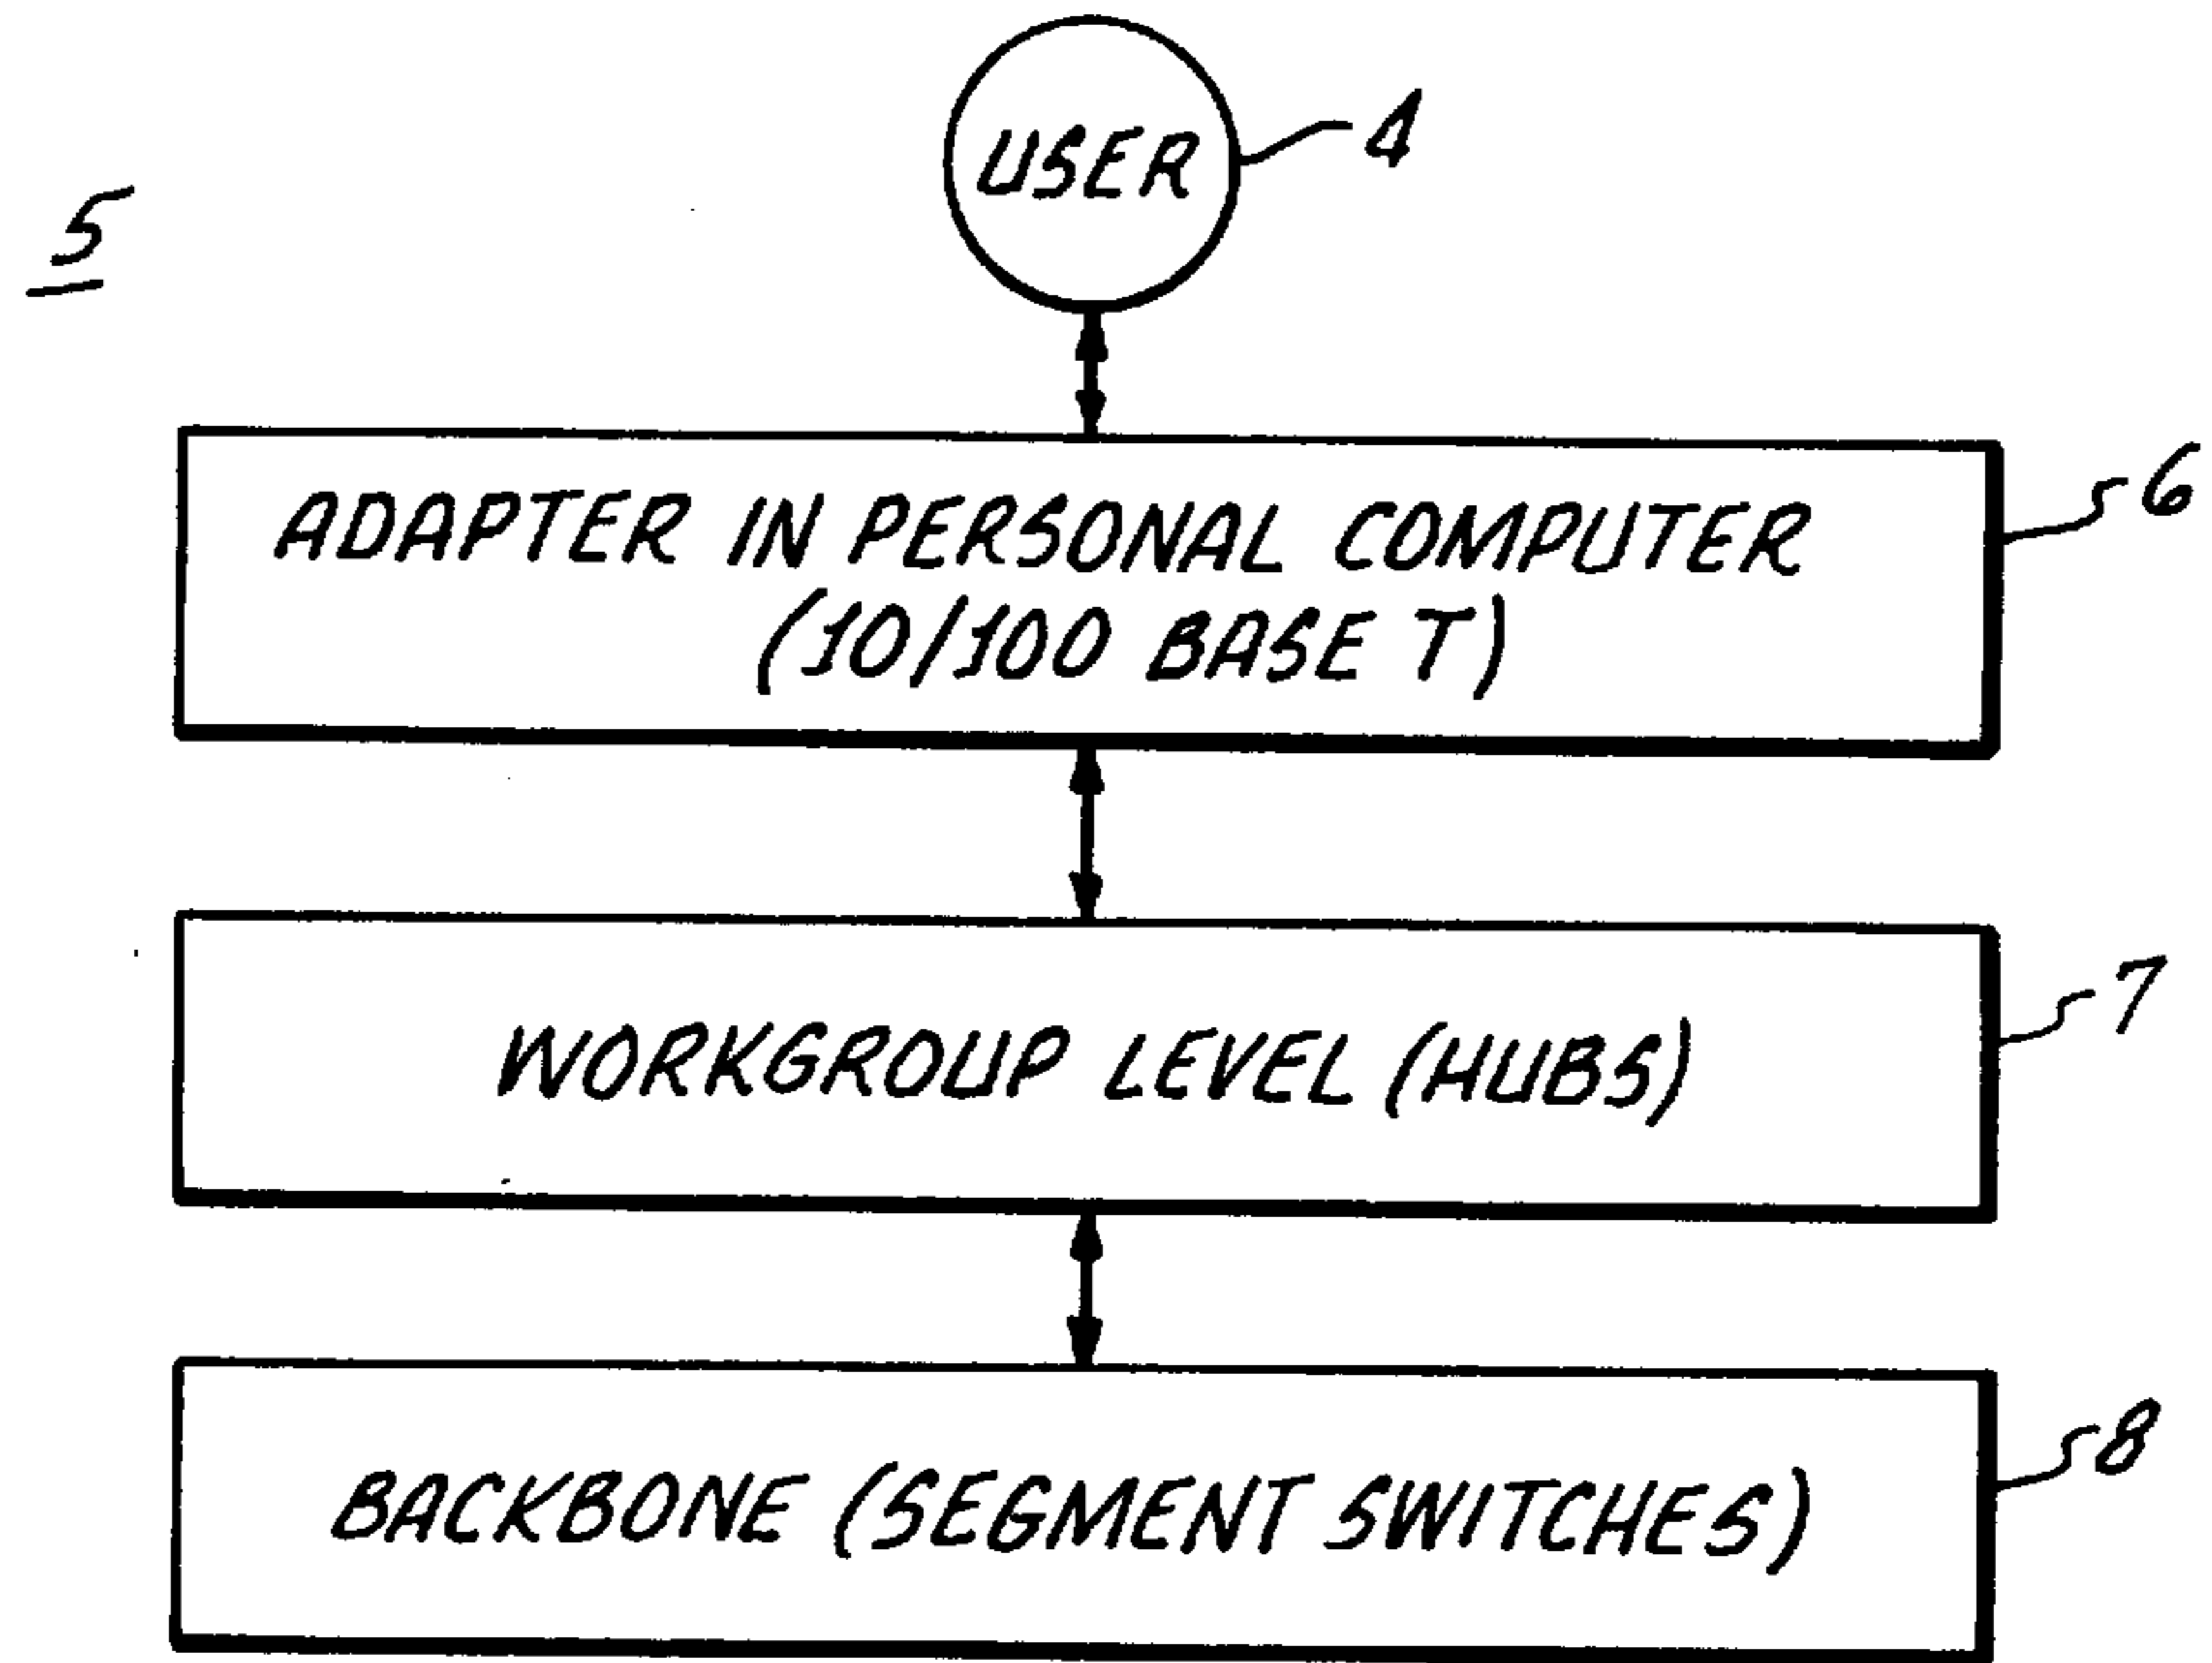 USER
4
5
ADAPTER IN PERSONAL COMPUTER
(10/100 BASE T)
6
WORKGROUP LEVEL (HUBS)
7
BACKBONE (SEGMENT SWITCHES)
8